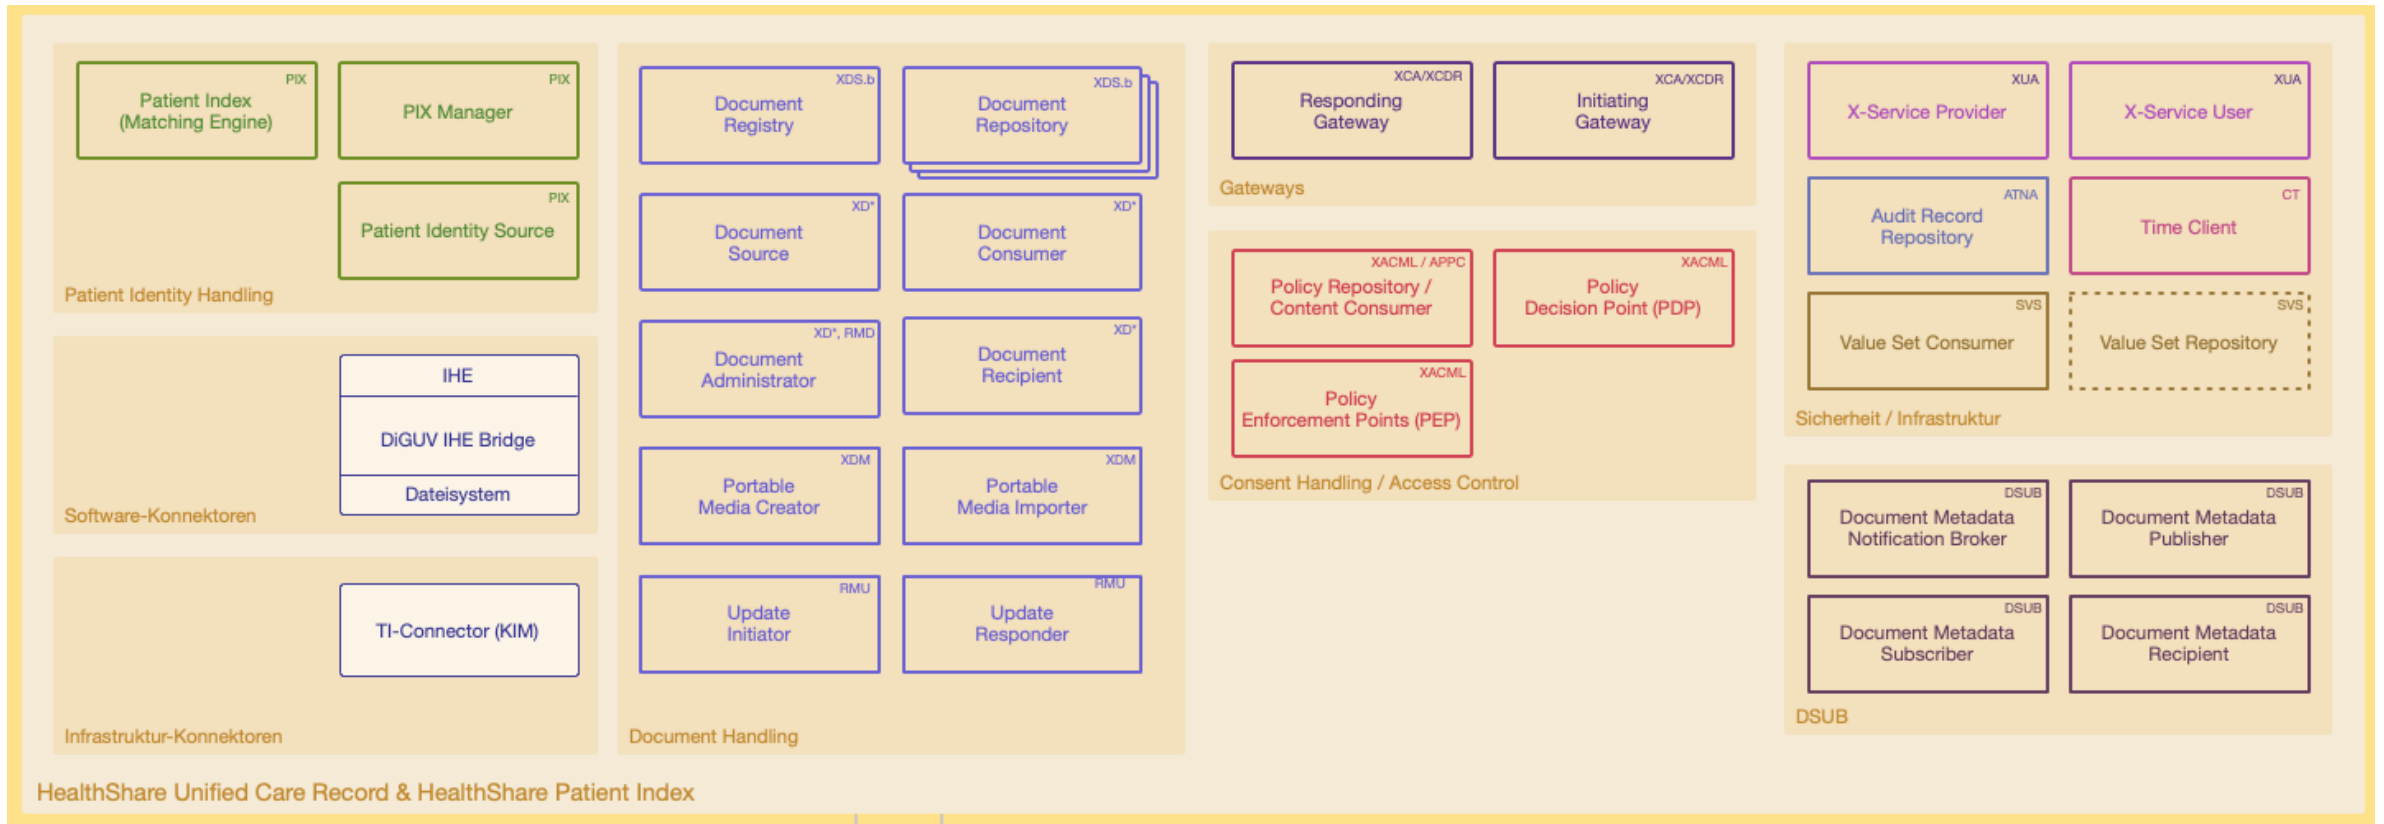 PIX
Patient Index
(Matching Engine)
PIX
PIX Manager
PIX
Patient Identity Source
Patient Identity Handling
IHE
DiGUV IHE Bridge
Dateisystem
Software-Konnektoren
TI-Connector (KIM)
Infrastruktur-Konnektoren
XDS.b
Document
Registry
XDS.b
Document
Repository
XD*
Document
Source
XD*
Document
Consumer
XD*, RMD
Document
Administrator
XD*
Document
Recipient
XDM
Portable
Media Creator
XDM
Portable
Media Importer
RMU
Update
Initiator
RMU
Update
Responder
Document Handling
XCA/XCDR
Responding
Gateway
XCA/XCDR
Initiating
Gateway
Gateways
XACML / APPC
Policy Repository /
Content Consumer
XACML
Policy
Decision Point (PDP)
XACML
Policy
Enforcement Points (PEP)
Consent Handling / Access Control
XUA
X-Service Provider
XUA
X-Service User
ATNA
Audit Record
Repository
CT
Time Client
SVS
Value Set Consumer
SVS
Value Set Repository
Sicherheit / Infrastruktur
DSUB
Document Metadata
Notification Broker
DSUB
Document Metadata
Publisher
DSUB
Document Metadata
Subscriber
DSUB
Document Metadata
Recipient
DSUB
HealthShare Unified Care Record & HealthShare Patient Index